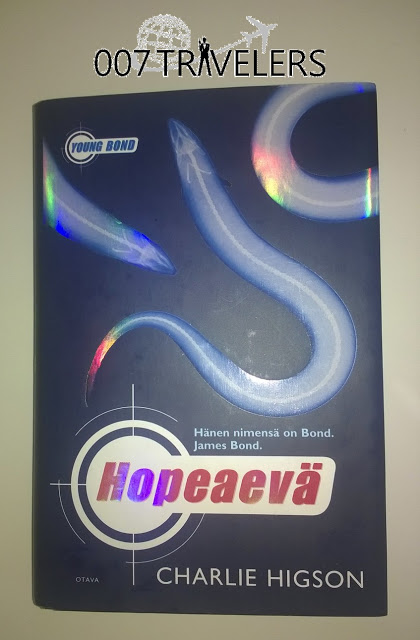 007 TRAVELERS
YOUNG BOND
Hänen nimensä on Bond.
James Bond.
Hopeaevä
OTAVA
CHARLIE HIGSON